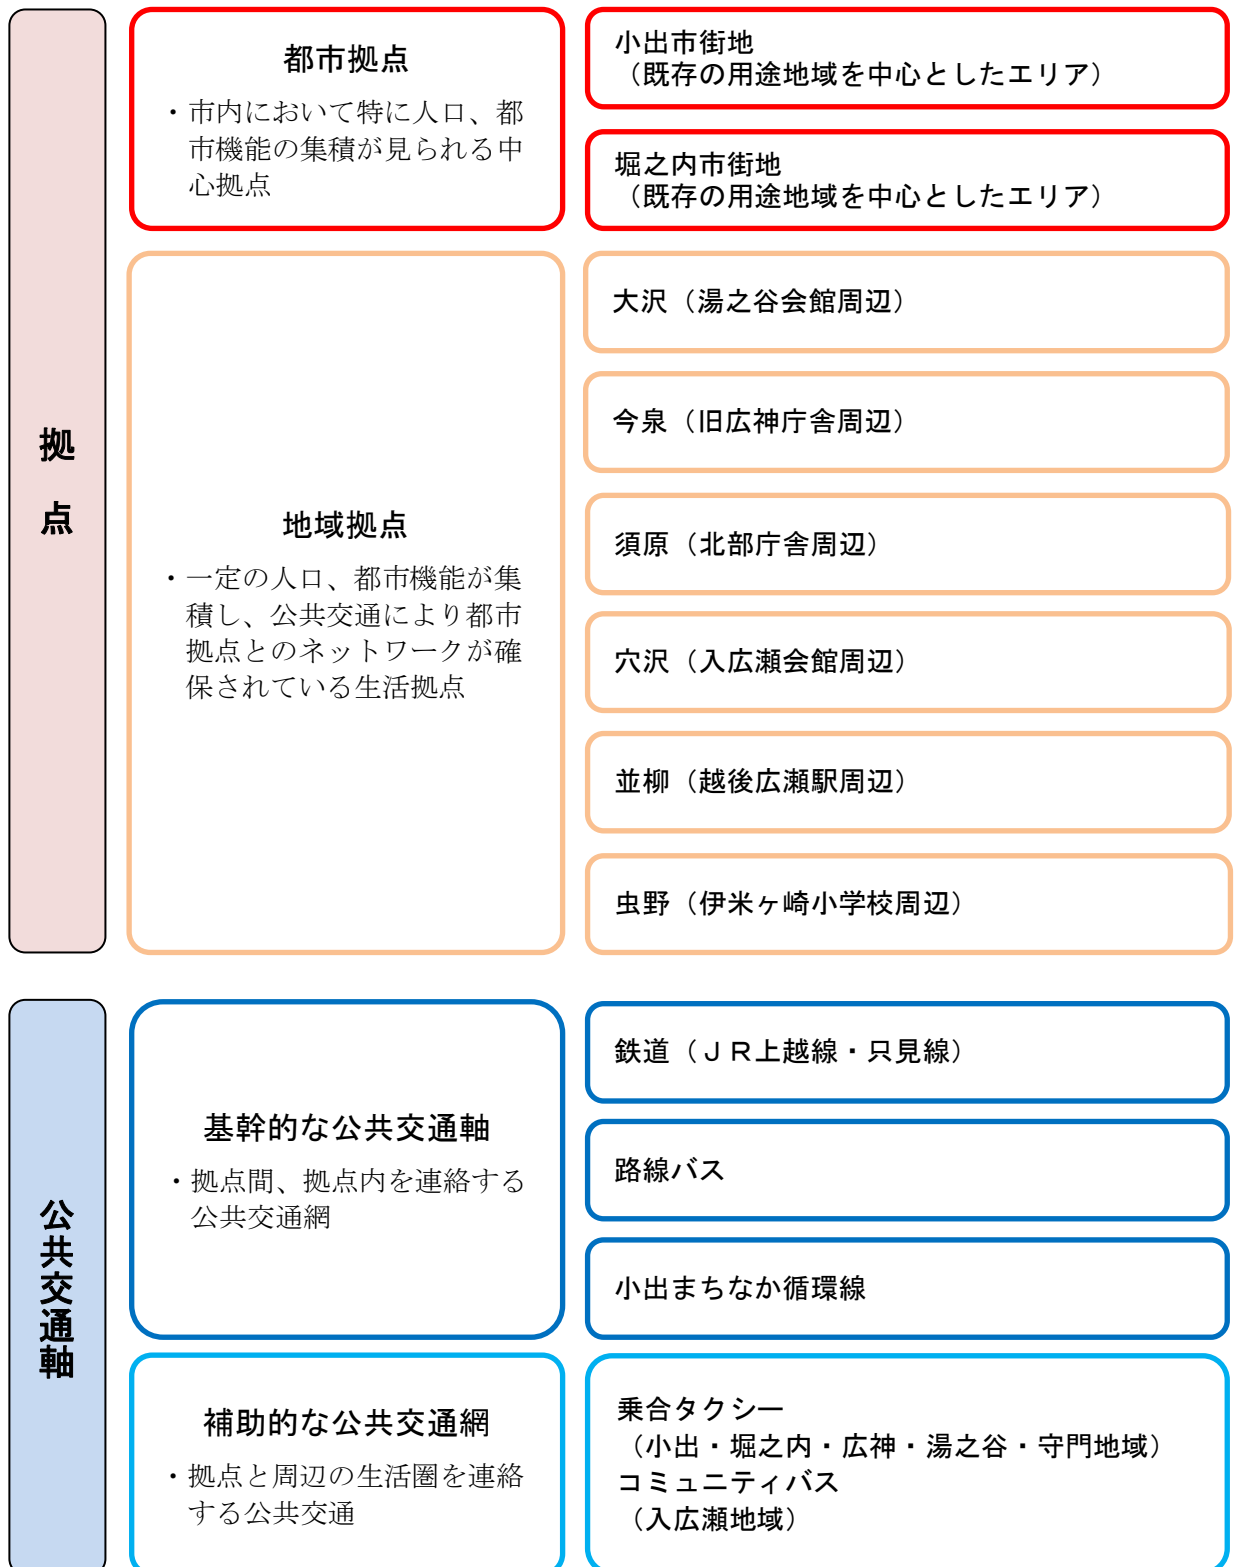 拠点
都市拠点
・市内において特に人口、都
市機能の集積が見られる中
心拠点
小出市街地
（既存の用途地域を中心としたエリア）
堀之内市街地
（既存の用途地域を中心としたエリア）
地域拠点
・一定の人口、都市機能が集
積し、公共交通により都市
拠点とのネットワークが確
保されている生活拠点
大沢（湯之谷会館周辺）
今泉（旧広神庁舎周辺）
須原（北部庁舎周辺）
穴沢（入広瀬会館周辺）
並柳（越後広瀬駅周辺）
虫野（伊米ヶ崎小学校周辺）
公共交通軸
基幹的な公共交通軸
・拠点間、拠点内を連絡する
公共交通網
鉄道（ＪＲ上越線・只見線）
路線バス
小出まちなか循環線
補助的な公共交通網
・拠点と周辺の生活圏を連絡
する公共交通
乗合タクシー
（小出・堀之内・広神・湯之谷・守門地域）
コミュニティバス
（入広瀬地域）